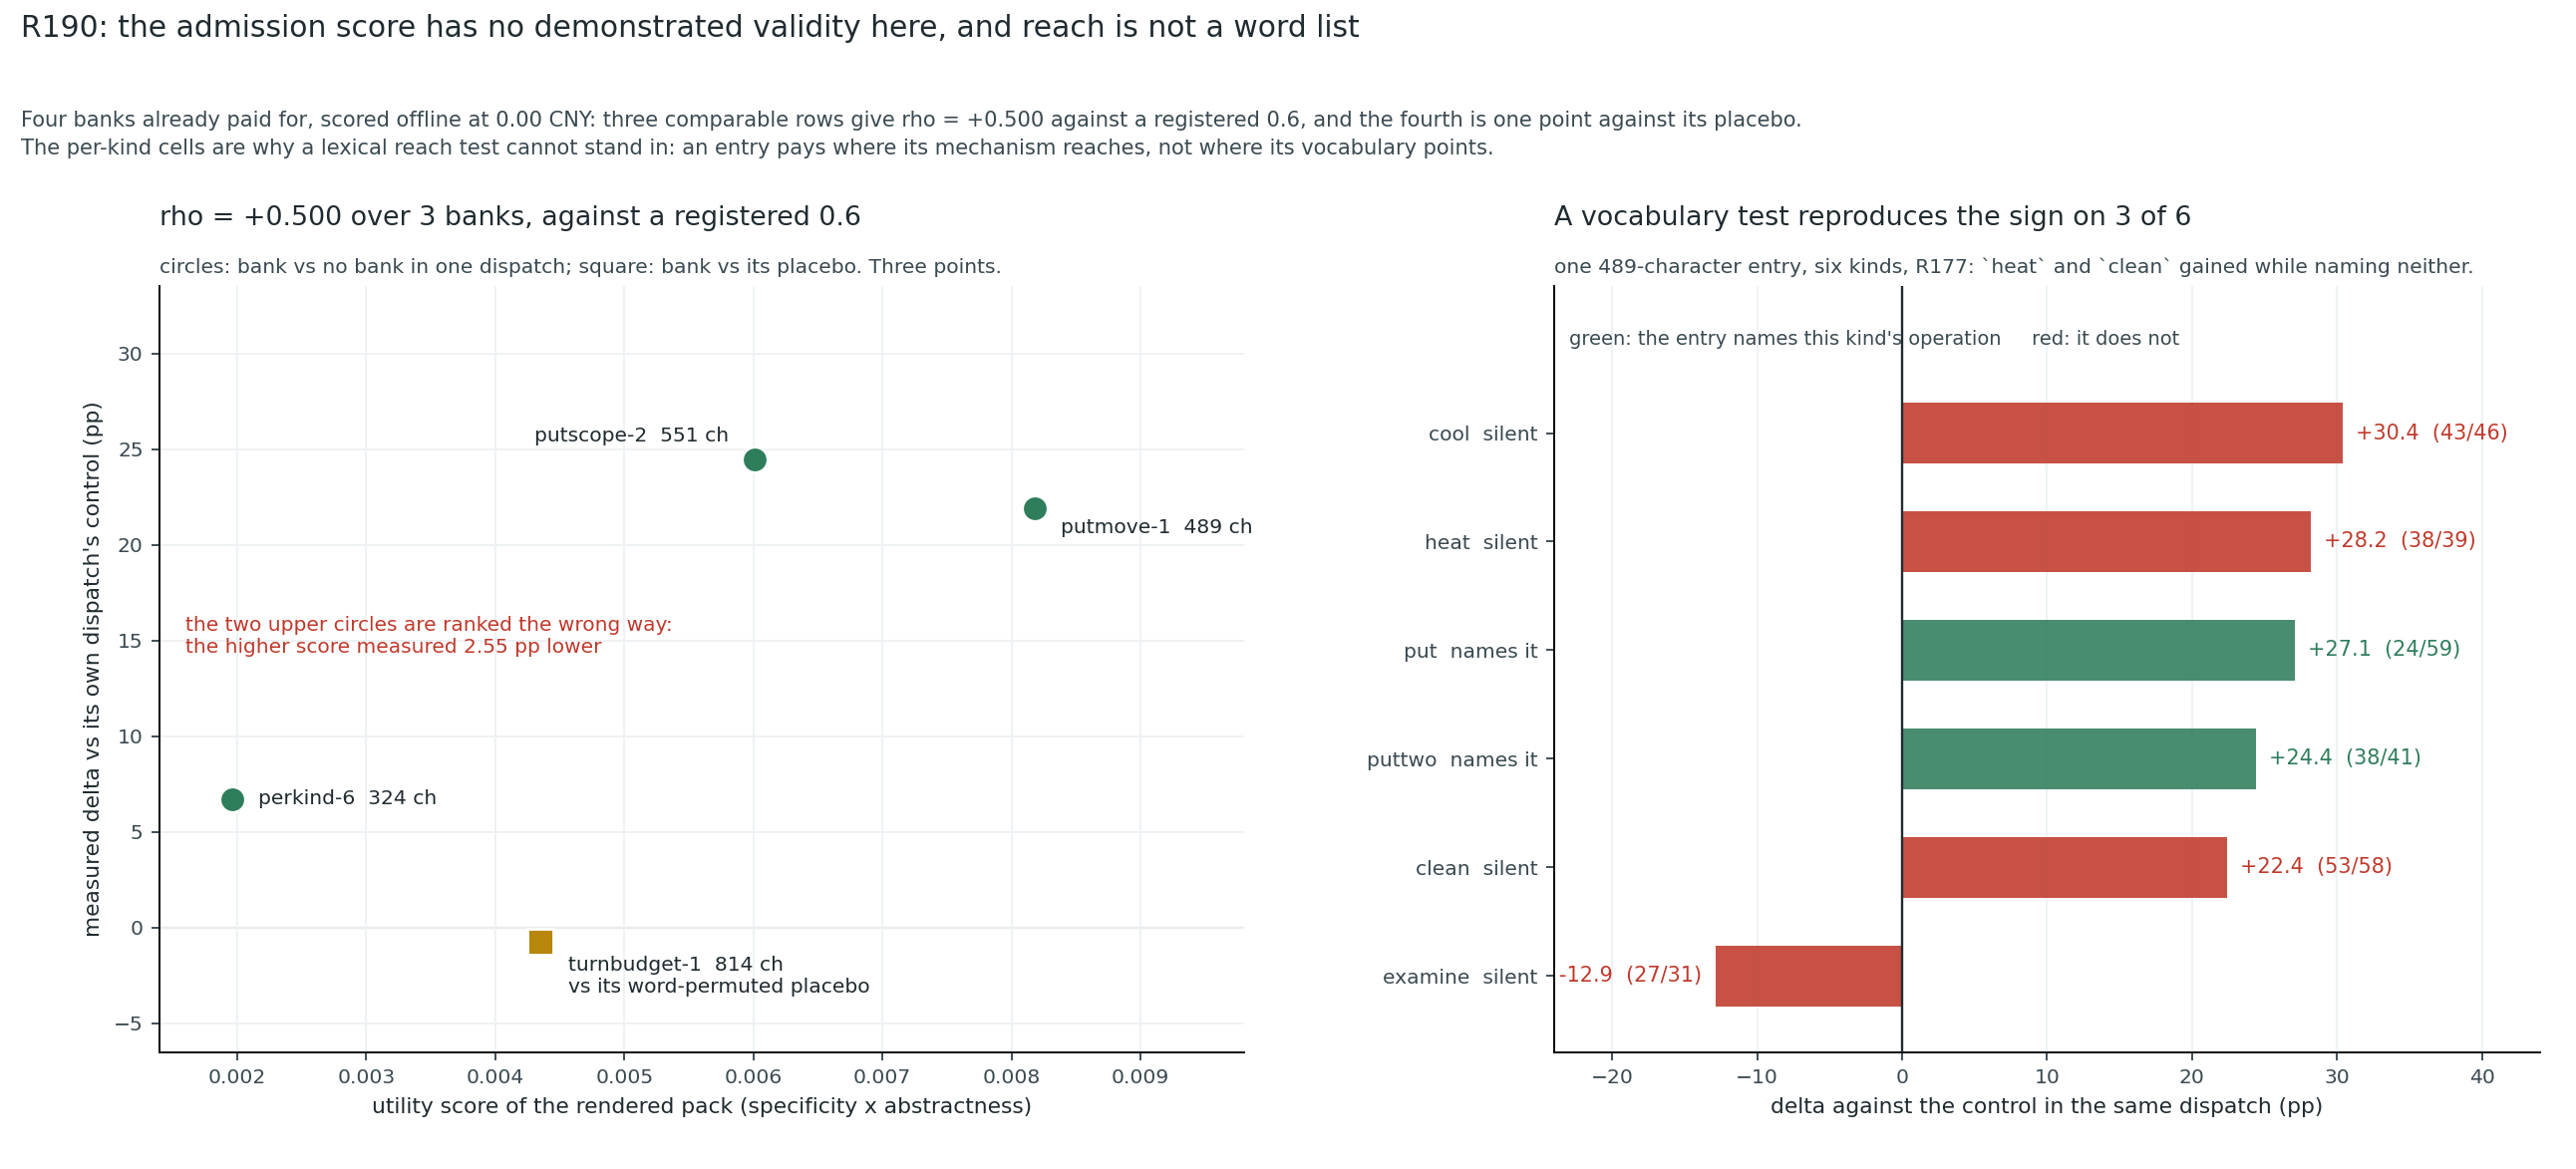 R190: the admission score has no demonstrated validity here, and reach is not a word list
Four banks already paid for, scored offline at 0.00 CNY: three comparable rows give rho = +0.500 against a registered 0.6, and the fourth is one point against its placebo.
The per-kind cells are why a lexical reach test cannot stand in: an entry pays where its mechanism reaches, not where its vocabulary points.
rho = +0.500 over 3 banks, against a registered 0.6
circles: bank vs no bank in one dispatch; square: bank vs its placebo. Three points.
measured delta vs its own dispatch's control (pp)
30
25
20
15
10
5
0
−5
putscope-2 551 ch
putmove-1 489 ch
the two upper circles are ranked the wrong way:
the higher score measured 2.55 pp lower
perkind-6 324 ch
turnbudget-1 814 ch
vs its word-permuted placebo
0.002 0.003 0.004 0.005 0.006 0.007 0.008 0.009
utility score of the rendered pack (specificity x abstractness)
A vocabulary test reproduces the sign on 3 of 6
one 489-character entry, six kinds, R177: `heat` and `clean` gained while naming neither.
green: the entry names this kind's operation red: it does not
cool silent +30.4 (43/46)
heat silent +28.2 (38/39)
put names it +27.1 (24/59)
puttwo names it +24.4 (38/41)
clean silent +22.4 (53/58)
examine silent -12.9 (27/31)
−20 −10 0 10 20 30 40
delta against the control in the same dispatch (pp)